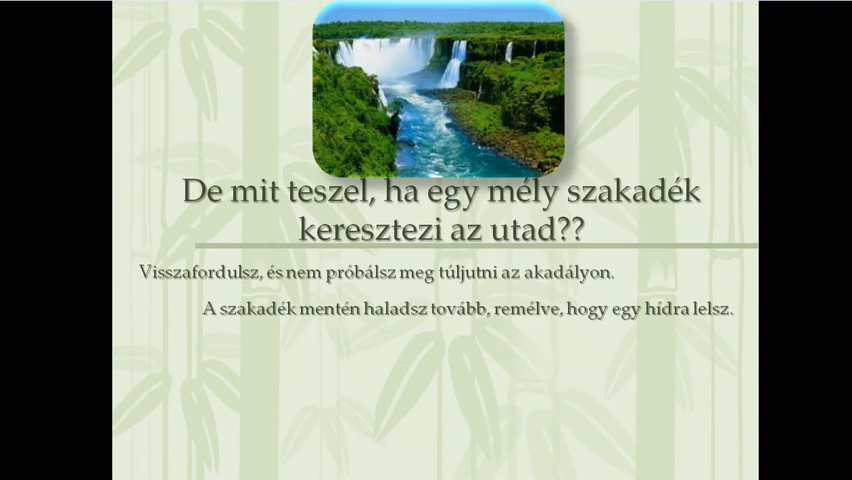 De mit teszel, ha egy mély szakadék
keresztezi az utad??
Visszafordulsz, és nem próbálsz meg túljutni az akadályon.
A szakadék mentén haladsz tovább, remélve, hogy egy hídra lelsz.